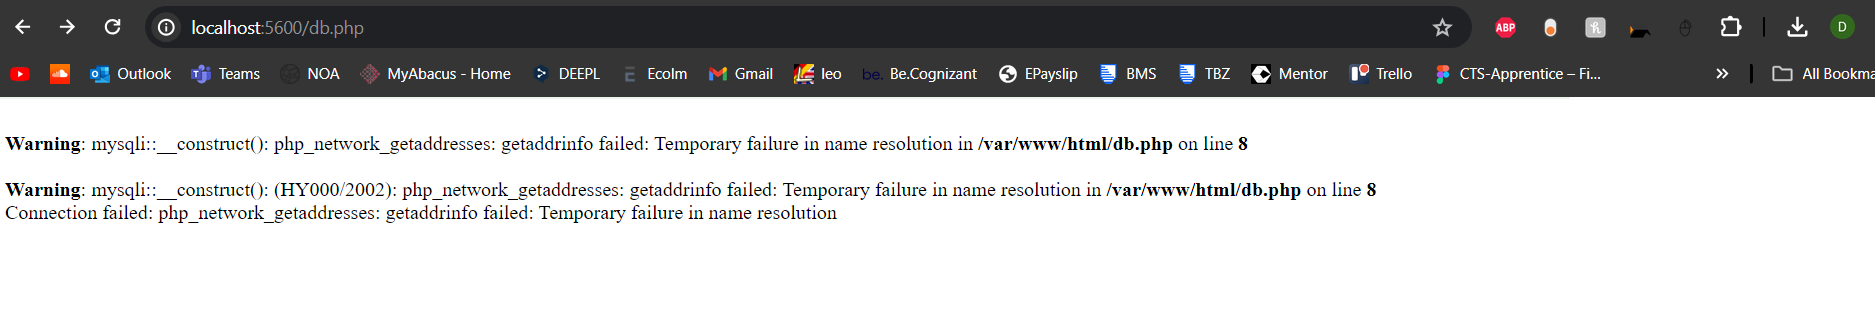 localhost:5600/db.php
ABP
h
D
Outlook Teams NOA MyAbacus - Home DEEPL Ecolm Gmail leo be. Be.Cognizant EPayslip BMS TBZ Mentor Trello CTS-Apprentice – Fi... » All Bookma
Warning: mysqli::__construct(): php_network_getaddresses: getaddrinfo failed: Temporary failure in name resolution in /var/www/html/db.php on line 8
Warning: mysqli::__construct(): (HY000/2002): php_network_getaddresses: getaddrinfo failed: Temporary failure in name resolution in /var/www/html/db.php on line 8
Connection failed: php_network_getaddresses: getaddrinfo failed: Temporary failure in name resolution